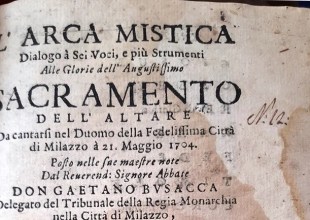 L'ARCA MISTICA
Dialogo à Sei Voci, e più Strumenti
Alle Glorie dell'Augustissimo
SACRAMENTO
DELL'ALTARE
Da cantarsi nel Duomo della Fedelissima Città
di Milazzo à 21. Maggio 1704.
Posto nelle sue maestre note
Dal Reuerend: Signore Abbate
DON GAETANO BVSACCA
Delegato del Tribunale della Regia Monarchia
nella Città di Milazzo,